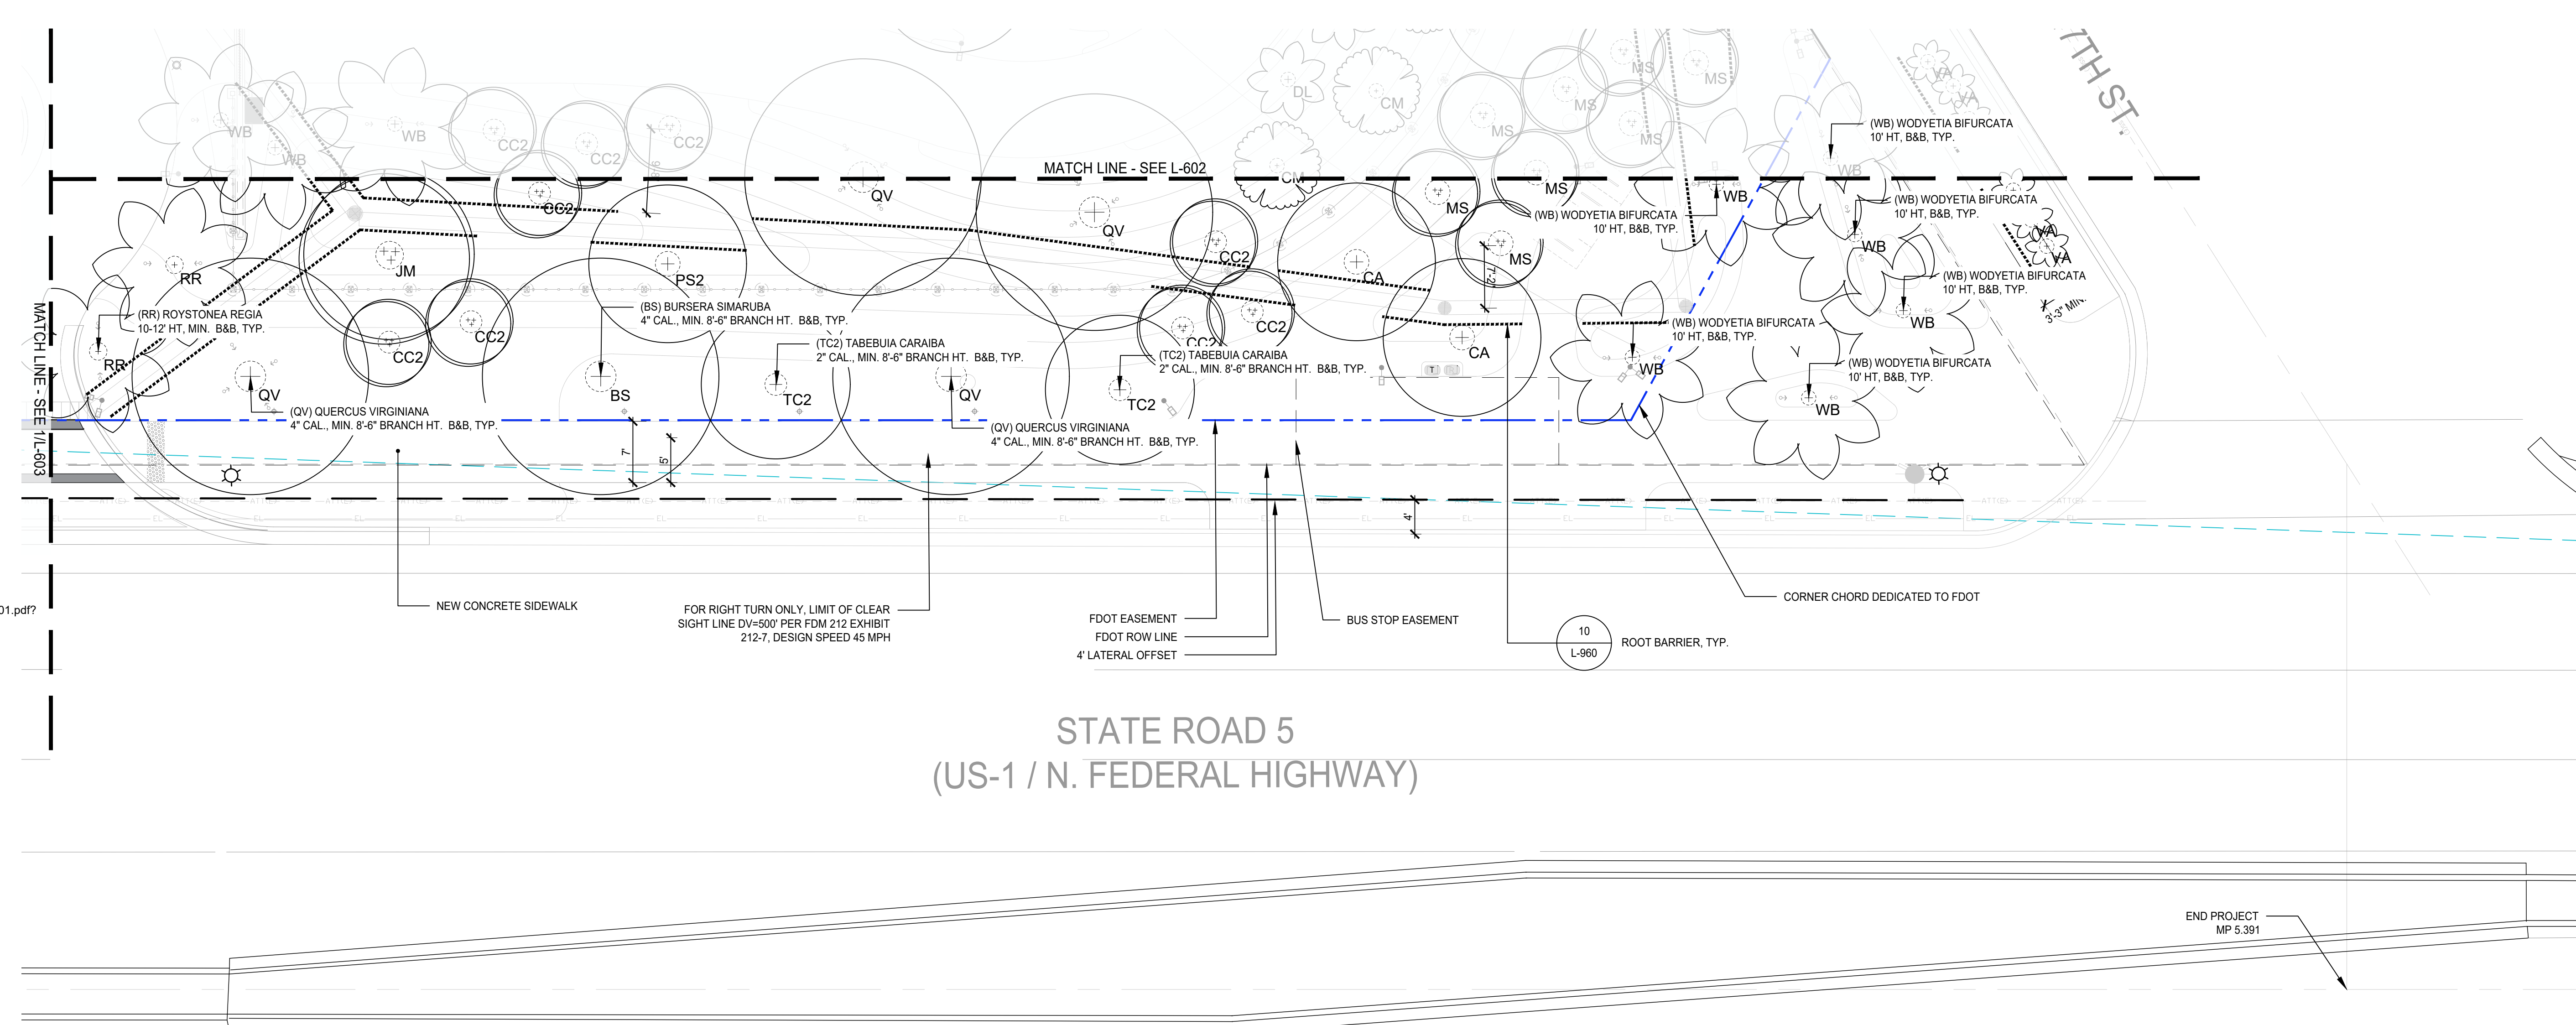 7TH ST.
WB
WB
WB
CC2
CC2
CC2
DL
CM
CM
MS
MS
MS
MS
MS
VA
VA
(WB) WODYETIA BIFURCATA
10' HT, B&B, TYP.
WB
MATCH LINE - SEE L-602
QV
QV
CC2
MS
MS
WB
(WB) WODYETIA BIFURCATA
10' HT, B&B, TYP.
(WB) WODYETIA BIFURCATA
10' HT, B&B, TYP.
WB
VA
VA
RR
JM
PS2
CC2
CA
MS
7'-2"
(WB) WODYETIA BIFURCATA
10' HT, B&B, TYP.
WB
3'-3" MIN.
MATCH LINE - SEE 1/L-603
(RR) ROYSTONEA REGIA
10-12' HT, MIN. B&B, TYP.
RR
CC2
CC2
(BS) BURSERA SIMARUBA
4" CAL., MIN. 8'-6" BRANCH HT. B&B, TYP.
(TC2) TABEBUIA CARAIBA
2" CAL., MIN. 8'-6" BRANCH HT. B&B, TYP.
CC2
CC2
(TC2) TABEBUIA CARAIBA
2" CAL., MIN. 8'-6" BRANCH HT. B&B, TYP.
CA
(WB) WODYETIA BIFURCATA
10' HT, B&B, TYP.
WB
(WB) WODYETIA BIFURCATA
10' HT, B&B, TYP.
WB
QV
BS
TC2
QV
TC2
T
(QV) QUERCUS VIRGINIANA
4" CAL., MIN. 8'-6" BRANCH HT. B&B, TYP.
(QV) QUERCUS VIRGINIANA
4" CAL., MIN. 8'-6" BRANCH HT. B&B, TYP.
7'
5'
4'
01.pdf?
NEW CONCRETE SIDEWALK
FOR RIGHT TURN ONLY, LIMIT OF CLEAR
SIGHT LINE DV=500' PER FDM 212 EXHIBIT
212-7, DESIGN SPEED 45 MPH
FDOT EASEMENT
FDOT ROW LINE
4' LATERAL OFFSET
BUS STOP EASEMENT
10
L-960
ROOT BARRIER, TYP.
CORNER CHORD DEDICATED TO FDOT
STATE ROAD 5
(US-1 / N. FEDERAL HIGHWAY)
END PROJECT
MP 5.391